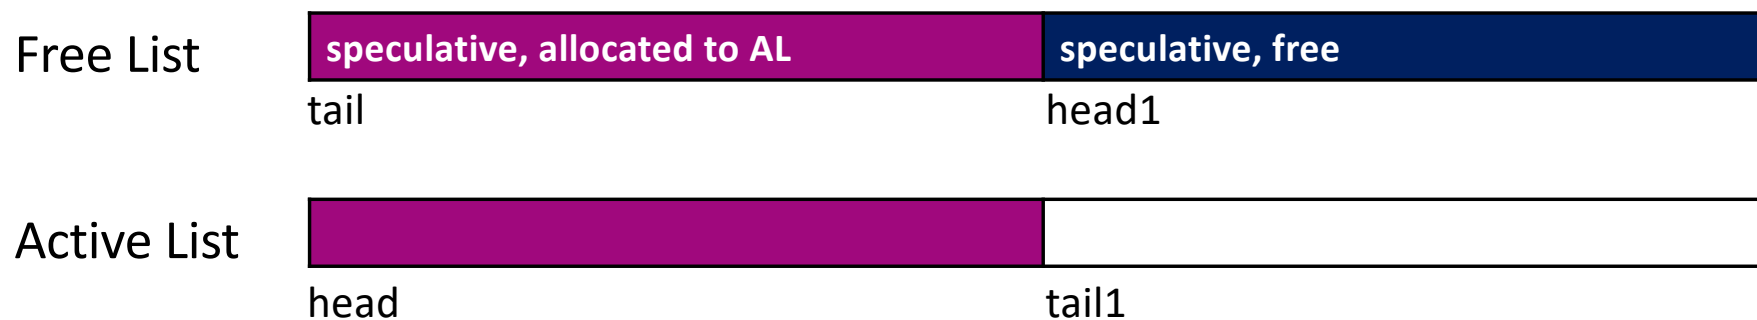 Free List
speculative, allocated to AL
speculative, free
tail
head1
Active List
head
tail1